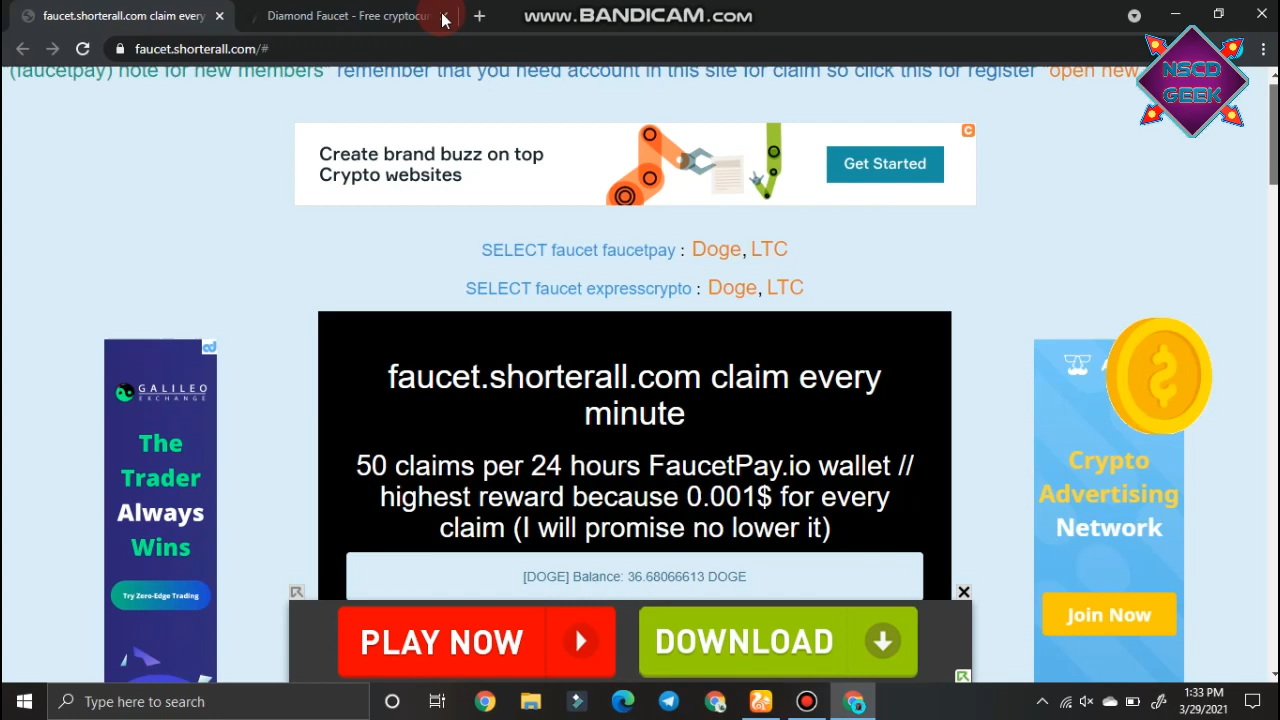 faucet.shorterall.com claim every
Diamond Faucet - Free cryptocur
www.BANDICAM.com
faucet.shorterall.com/#
(faucetpay) note for new members" remember that you need account in this site for claim so click this for register "open new
NSCD
GEEK
Create brand buzz on top
Crypto websites
Get Started
SELECT faucet faucetpay : Doge, LTC
SELECT faucet expresscrypto : Doge, LTC
GALILEO
EXCHANGE
The
Trader
Always
Wins
Try Zero-Edge Trading
faucet.shorterall.com claim every
minute
50 claims per 24 hours FaucetPay.io wallet //
highest reward because 0.001$ for every
claim (I will promise no lower it)
[DOGE] Balance: 36.68066613 DOGE
Crypto
Advertising
Network
Join Now
PLAY NOW
DOWNLOAD
Type here to search
1:33 PM
3/29/2021